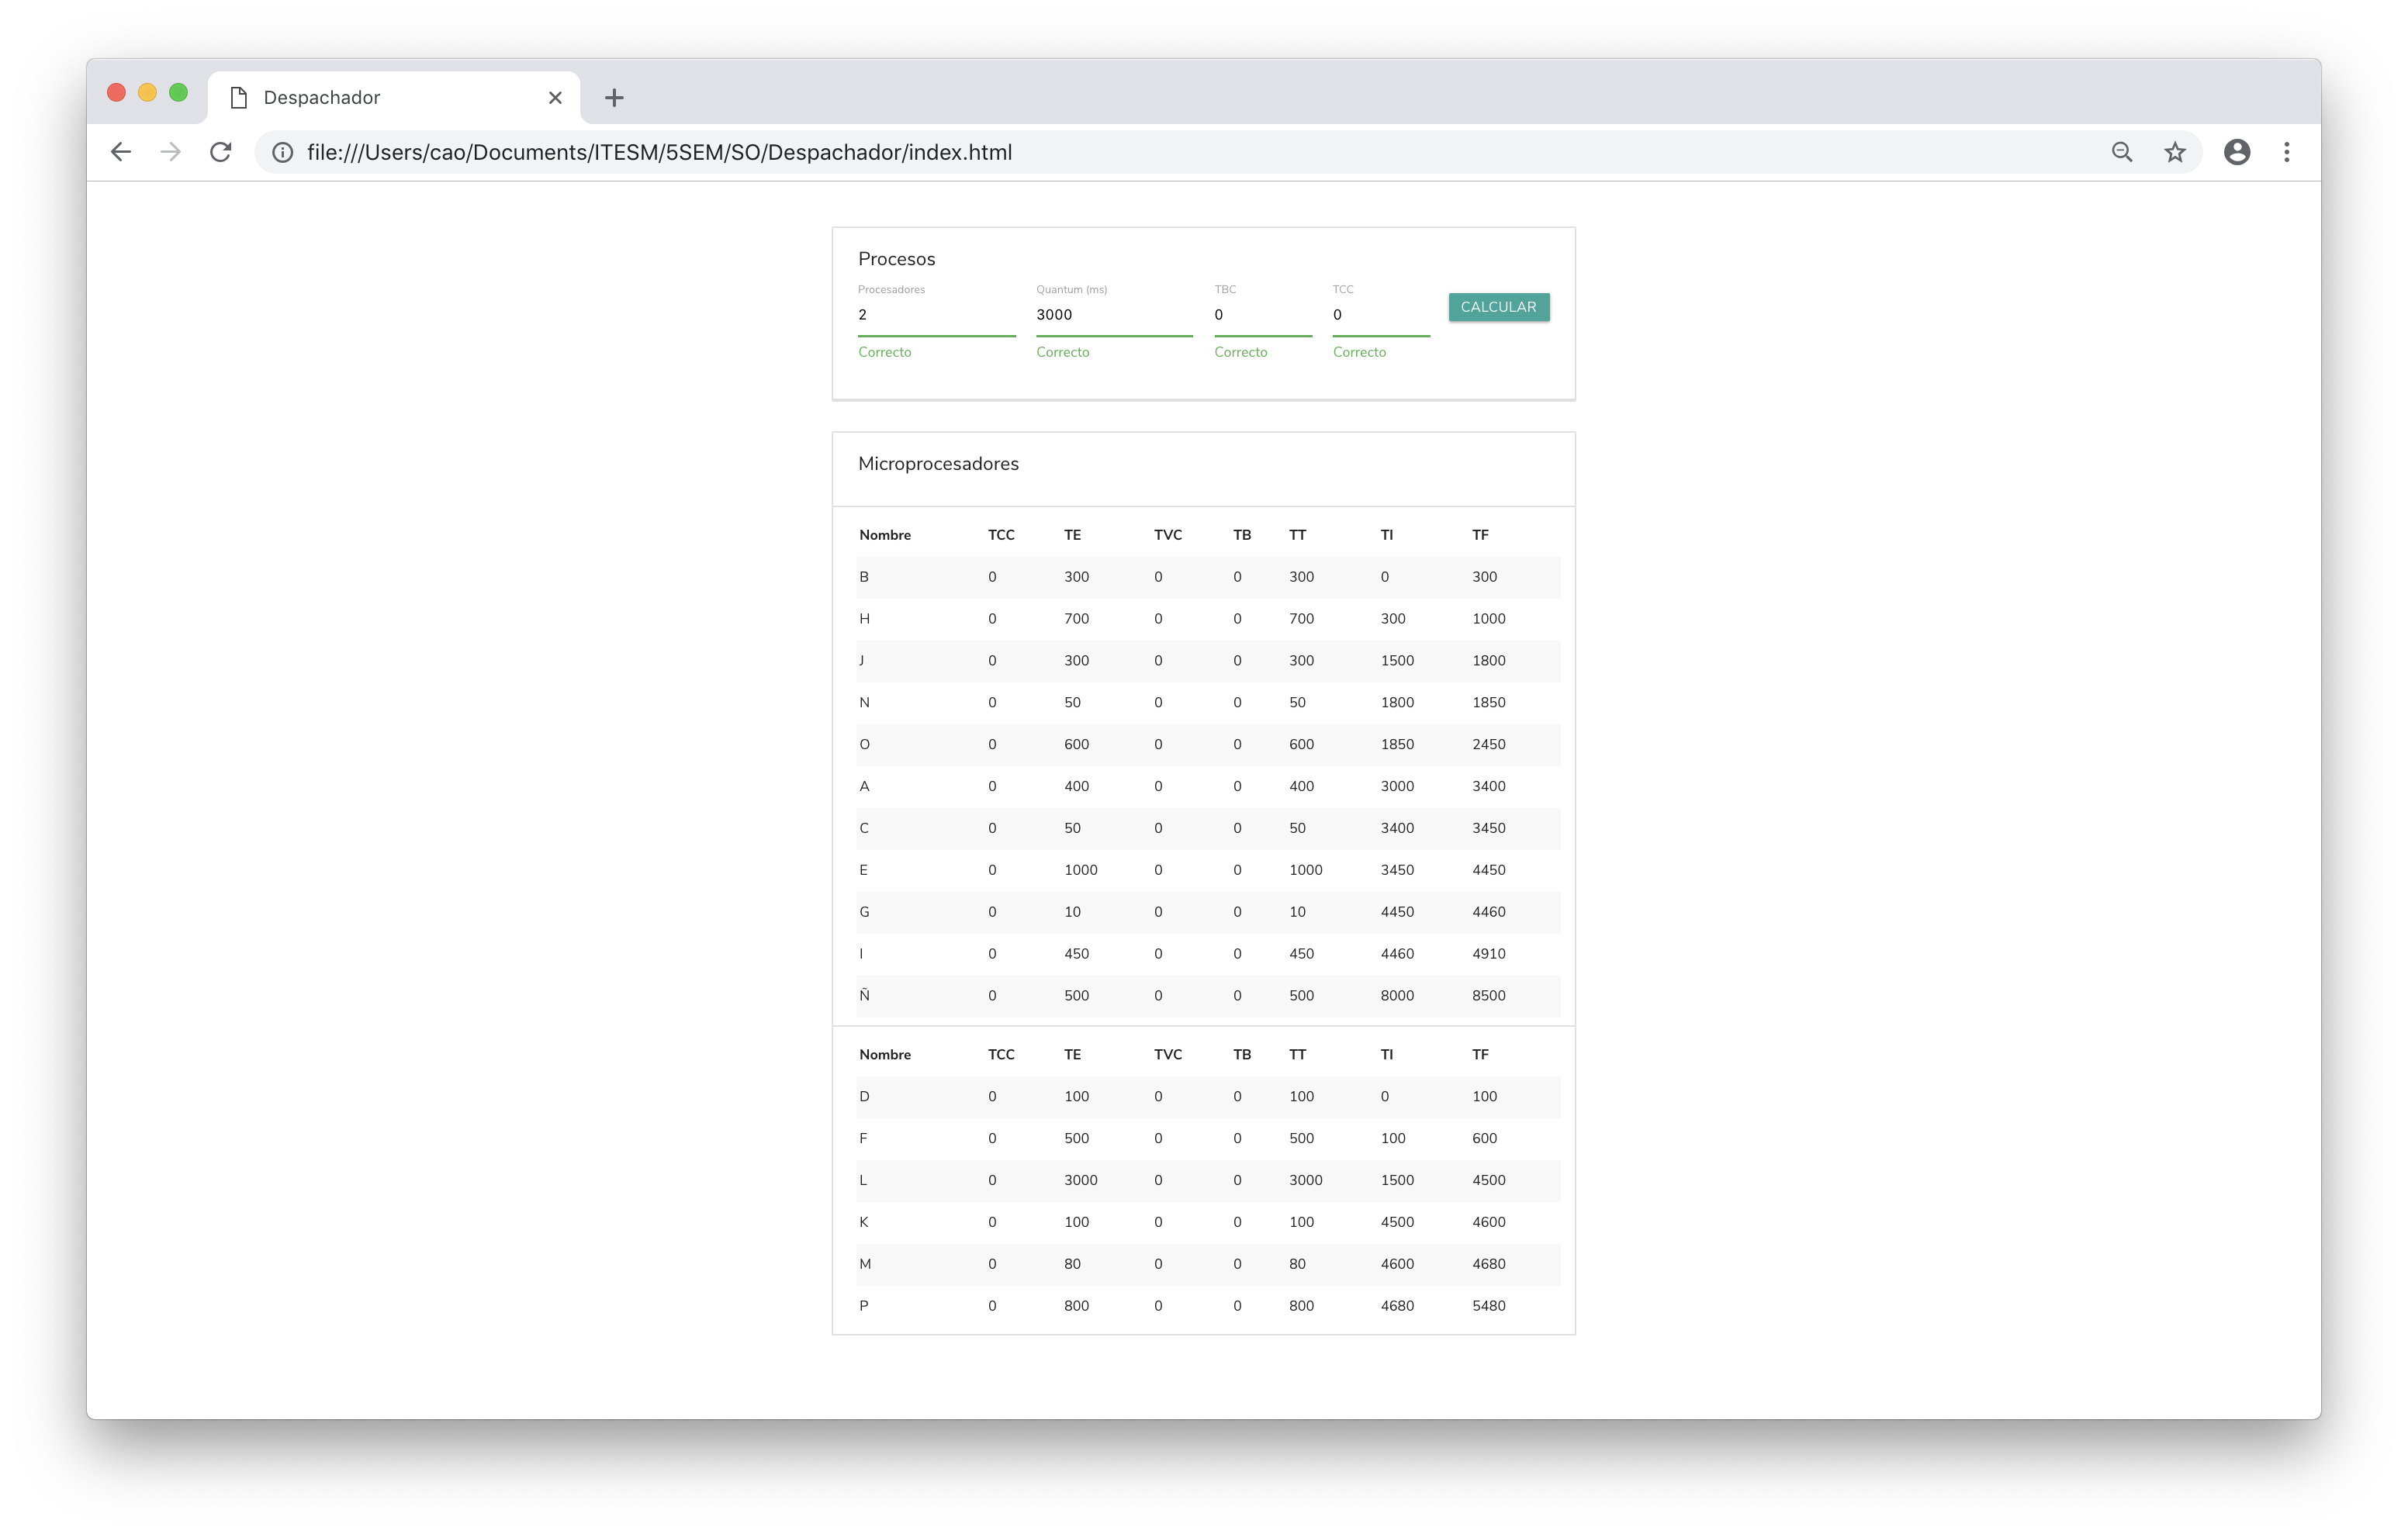 Despachador
file:///Users/cao/Documents/ITESM/5SEM/SO/Despachador/index.html
Procesos
Procesadores Quantum (ms) TBC TCC
2 3000 0 0 CALCULAR
Correcto Correcto Correcto Correcto
Microprocesadores
Nombre TCC TE TVC TB TT TI TF
B 0 300 0 0 300 0 300
H 0 700 0 0 700 300 1000
J 0 300 0 0 300 1500 1800
N 0 50 0 0 50 1800 1850
O 0 600 0 0 600 1850 2450
A 0 400 0 0 400 3000 3400
C 0 50 0 0 50 3400 3450
E 0 1000 0 0 1000 3450 4450
G 0 10 0 0 10 4450 4460
I 0 450 0 0 450 4460 4910
Ñ 0 500 0 0 500 8000 8500
Nombre TCC TE TVC TB TT TI TF
D 0 100 0 0 100 0 100
F 0 500 0 0 500 100 600
L 0 3000 0 0 3000 1500 4500
K 0 100 0 0 100 4500 4600
M 0 80 0 0 80 4600 4680
P 0 800 0 0 800 4680 5480